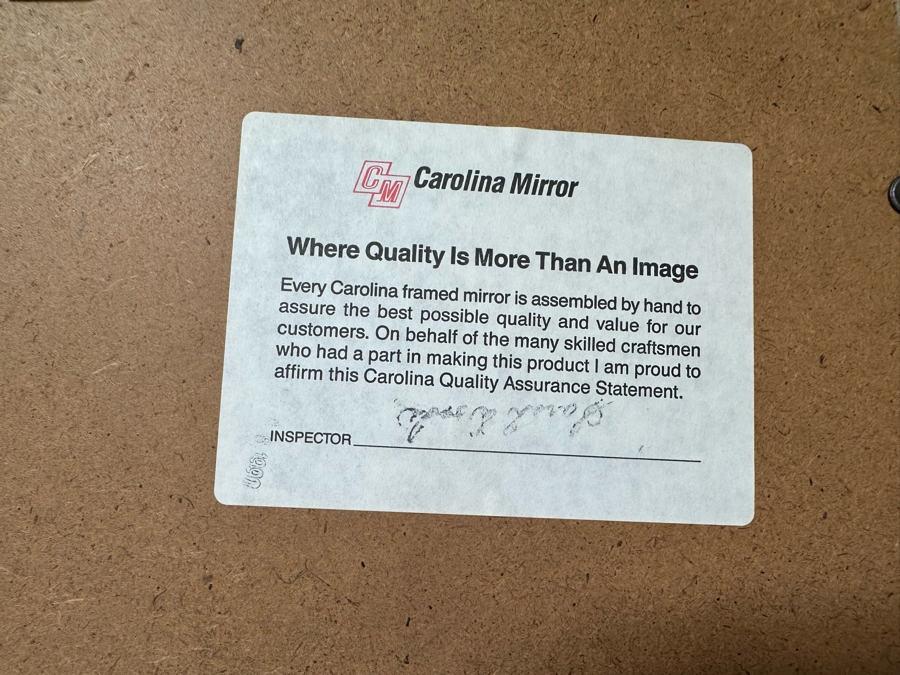 CM Carolina Mirror
Where Quality Is More Than An Image
Every Carolina framed mirror is assembled by hand to
assure the best possible quality and value for our
customers. On behalf of the many skilled craftsmen
who had a part in making this product I am proud to
affirm this Carolina Quality Assurance Statement.
INSPECTOR